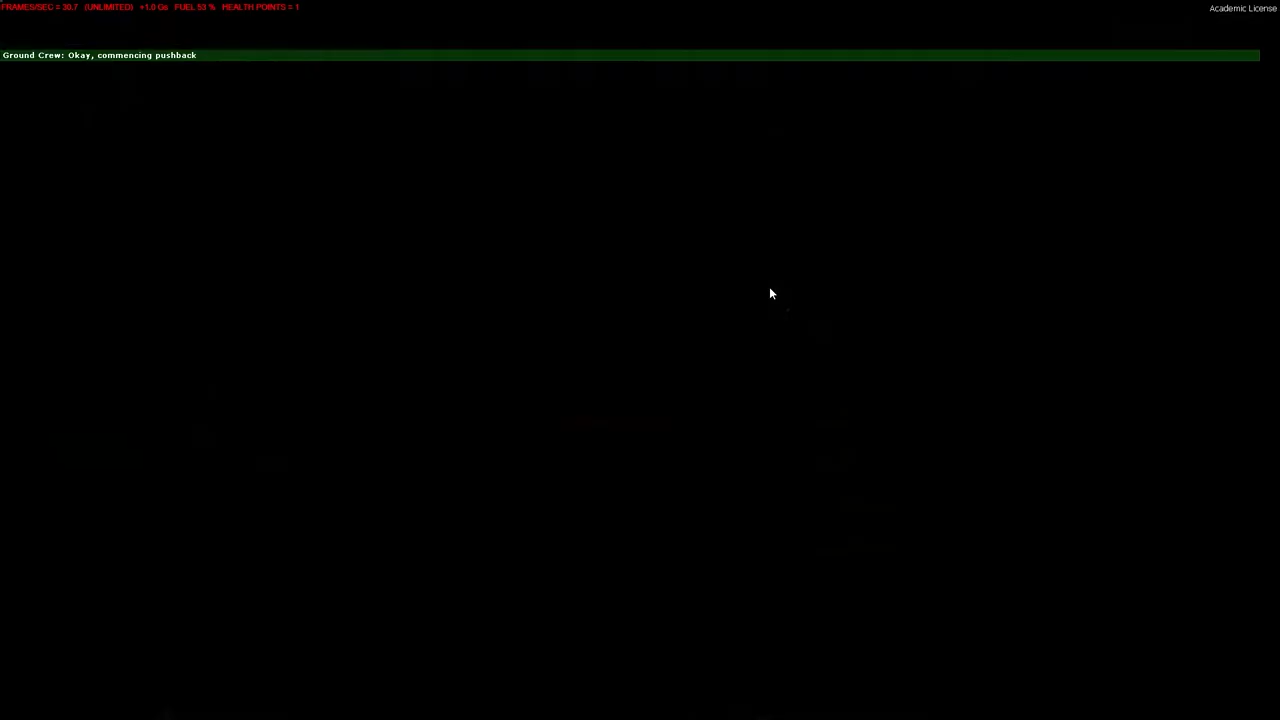 FRAMES/SEC = 30.7 (UNLIMITED) +1.0 Gs FUEL 53 % HEALTH POINTS = 1
Academic License
Ground Crew: Okay, commencing pushback